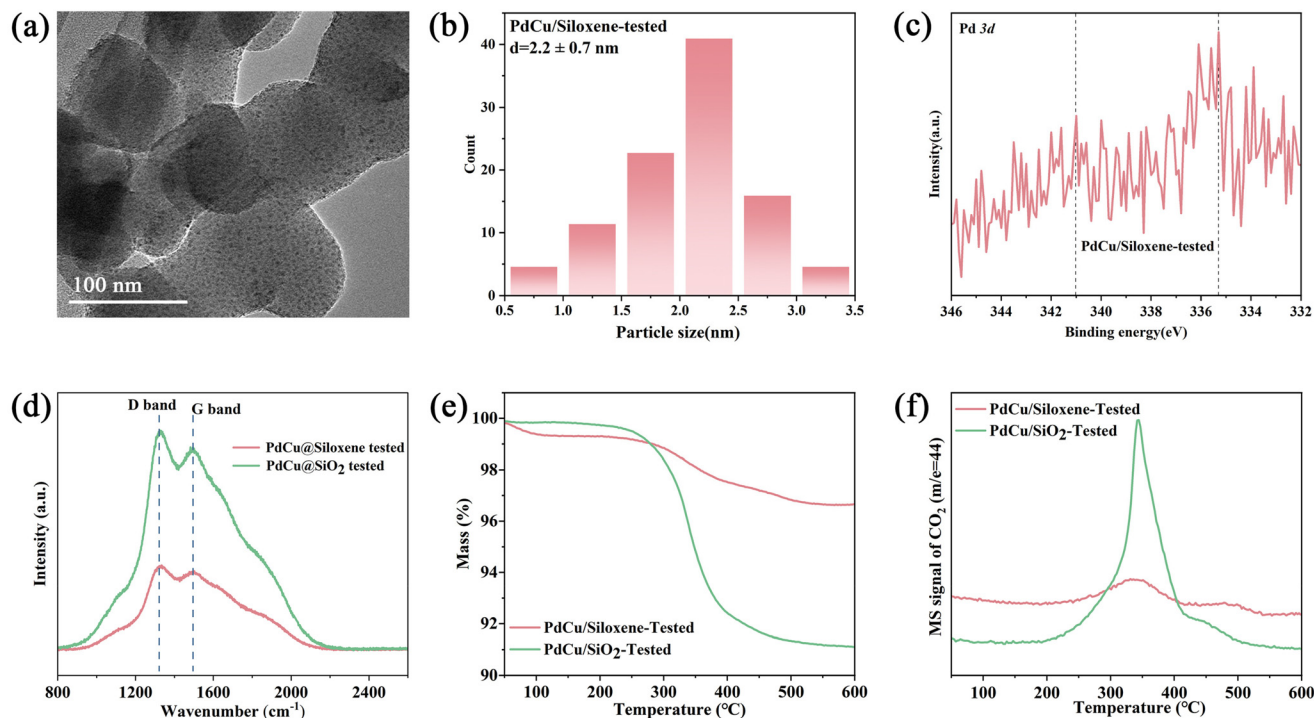 (a)
100 nm
(b)
PdCu/Siloxene-tested
d=2.2 ± 0.7 nm
Count
40
30
20
10
0
0.5 1.0 1.5 2.0 2.5 3.0 3.5
Particle size(nm)
(c)
Pd 3d
Intensity(a.u.)
PdCu/Siloxene-tested
346 344 342 340 338 336 334 332
Binding energy(eV)
(d)
D band G band
PdCu@Siloxene tested
PdCu@SiO₂ tested
Intensity (a.u.)
800 1200 1600 2000 2400
Wavenumber (cm⁻¹)
(e)
Mass (%)
100
98
96
94
92
90
PdCu/Siloxene-Tested
PdCu/SiO₂-Tested
100 200 300 400 500 600
Temperature (°C)
(f)
PdCu/Siloxene-Tested
PdCu/SiO₂-Tested
MS signal of CO₂ (m/e=44)
100 200 300 400 500 600
Temperature (°C)